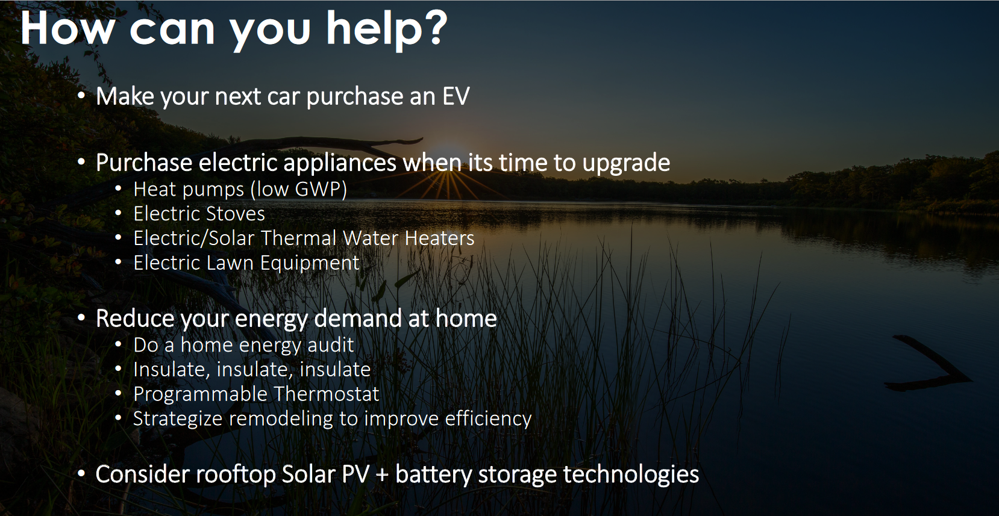 How can you help?
• Make your next car purchase an EV
• Purchase electric appliances when its time to upgrade
• Heat pumps (low GWP)
• Electric Stoves
• Electric/Solar Thermal Water Heaters
• Electric Lawn Equipment
• Reduce your energy demand at home
• Do a home energy audit
• Insulate, insulate, insulate
• Programmable Thermostat
• Strategize remodeling to improve efficiency
• Consider rooftop Solar PV + battery storage technologies